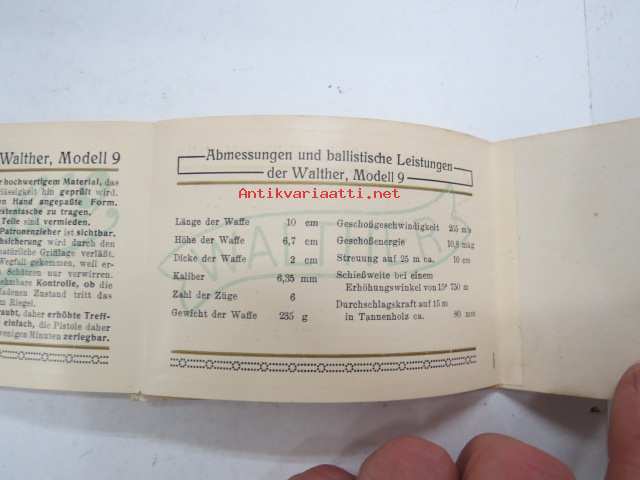 Walther, Modell 9
hochwertigem Material, das
hin geprüft wird.
Hand angepaßte Form.
zu tragen.
Teile sind vermieden.
Patronenzieher ist sichtbar.
wird durch den
Grifflage verläßt.
Wegfall gekommen, weil er-
Schützen nur verwirren.
Kontrolle, ob die
Zustand tritt das
Riegel.
daher erhöhte Treff-
einfach, die Pistole daher
wenigen Minuten zerlegbar.
Abmessungen und ballistische Leistungen
der Walther, Modell 9
Antikvariaatti.net
WALTHER
Länge der Waffe 10 cm
Höhe der Waffe 6,7 cm
Dicke der Waffe 2 cm
Kaliber 6,35 mm
Zahl der Züge 6
Gewicht der Waffe 235 g
Geschoßgeschwindigkeit m/s
Geschoßenergie 10,8 mkg
Streuung auf 25 m ca. 10 cm
Schießweite bei einem
Erhöhungswinkel von 15° 750 m
Durchschlagskraft auf 15 m
in Tannenholz ca. 80 mm